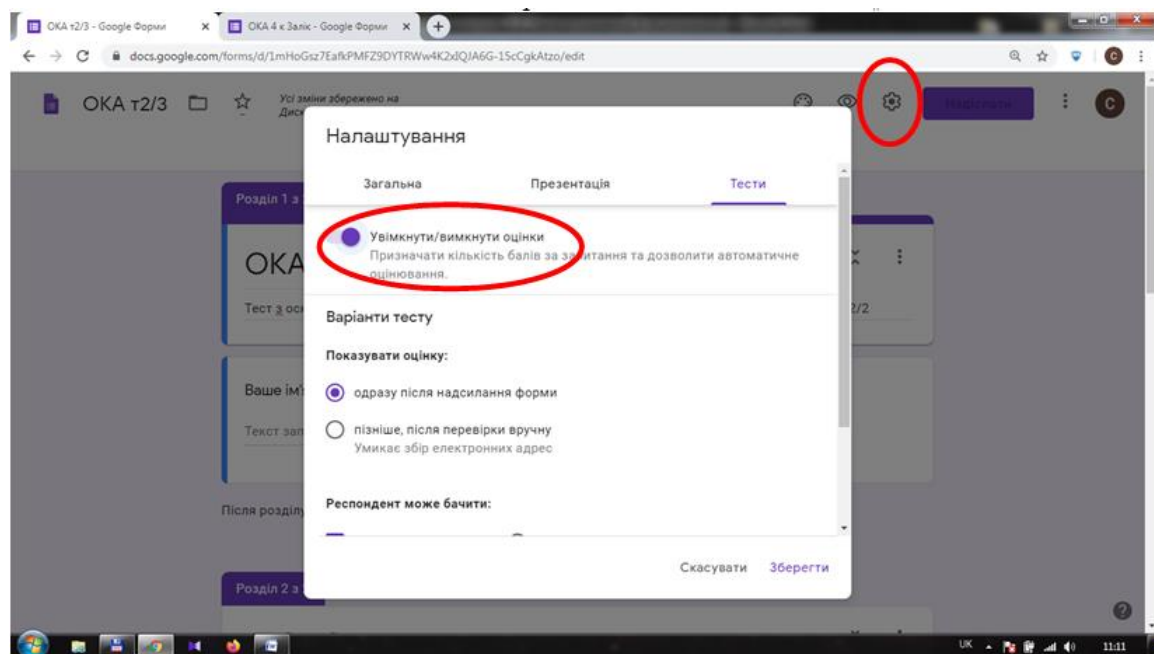 ОКА т2/3 - Google Форми
ОКА 4 к Залік - Google Форми
docs.google.com/forms/d/1mHoGsz7EafkPMFZ9DYTRWw4K2xIQJA6G-15cCgkAtzo/edit
ОКА т2/3
Усі зміни збережено на
Диск
Надіслати
C
Налаштування
Загальна Презентація Тести
Розділ 1 з
Увімкнути/вимкнути оцінки
Призначати кількість балів за запитання та дозволити автоматичне
оцінювання.
ОКА
Тест з осн
2/2
Варіанти тесту
Показувати оцінку:
Ваше ім'
одразу після надсилання форми
Текст зап
пізніше, після перевірки вручну
Умикає збір електронних адрес
Респондент може бачити:
Після розділу
Скасувати Зберегти
Розділ 2 з
UK 11:11